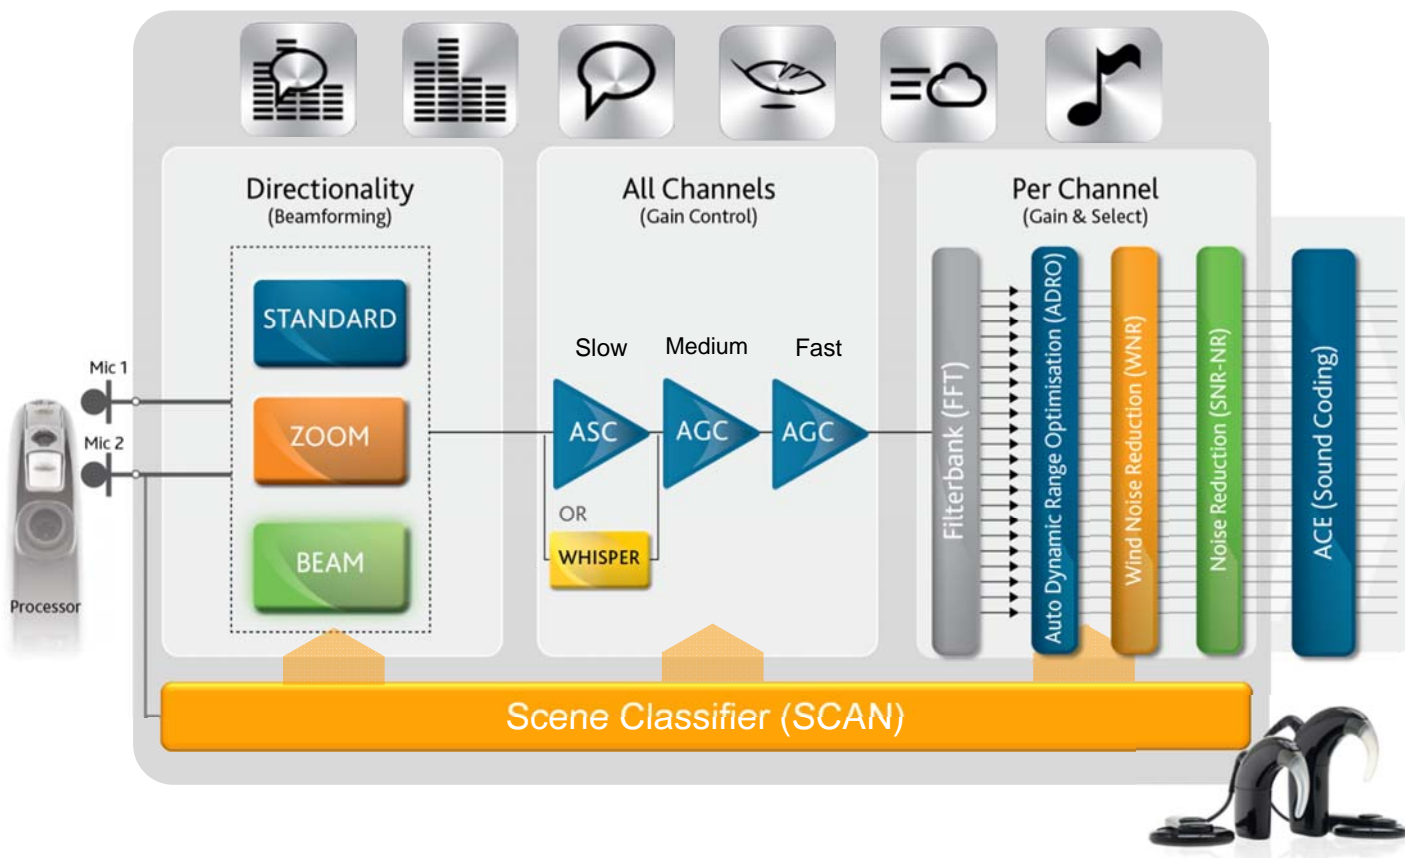 Directionality
(Beamforming)
All Channels
(Gain Control)
Per Channel
(Gain & Select)
STANDARD
ZOOM
BEAM
Mic 1
Mic 2
Processor
Slow
Medium
Fast
ASC
AGC
AGC
OR
WHISPER
Filterbank (FFT)
Auto Dynamic Range Optimisation (ADRO)
Wind Noise Reduction (WNR)
Noise Reduction (SNR-NR)
ACE (Sound Coding)
Scene Classifier (SCAN)